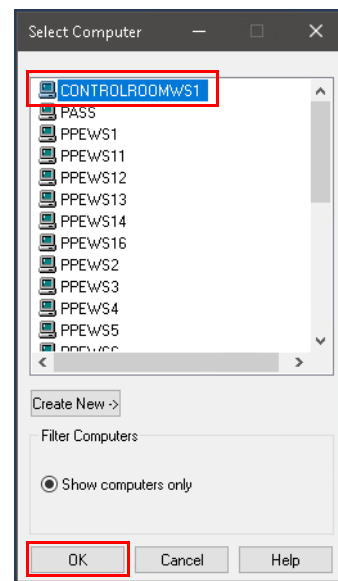 Select Computer
CONTROLROOMWS1
PASS
PPEWS1
PPEWS11
PPEWS12
PPEWS13
PPEWS14
PPEWS16
PPEWS2
PPEWS3
PPEWS4
PPEWS5
Create New ->
Filter Computers
Show computers only
OK
Cancel
Help